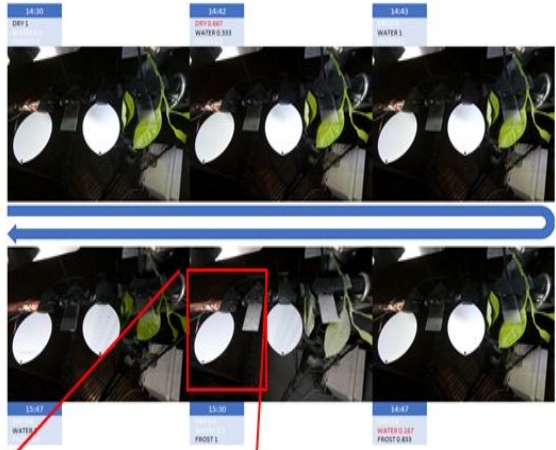 14:30
DRY 1
14:42
DRY 0.667
WATER 0.333
14:43
WATER 1
15:47
WATER
15:30
FROST 1
14:47
WATER 0.167
FROST 0.833